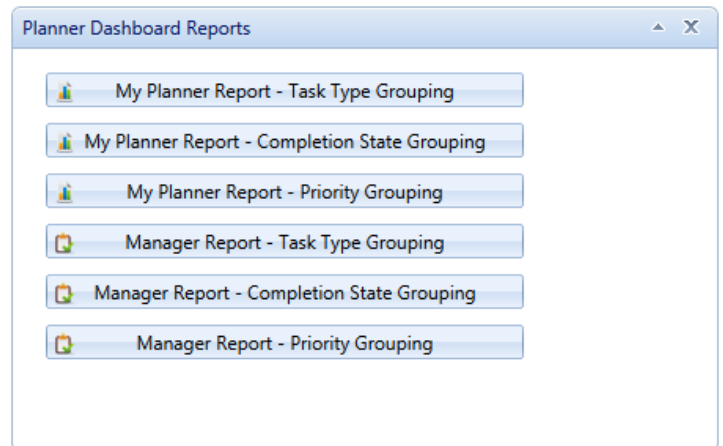 Planner Dashboard Reports
My Planner Report - Task Type Grouping
My Planner Report - Completion State Grouping
My Planner Report - Priority Grouping
Manager Report - Task Type Grouping
Manager Report - Completion State Grouping
Manager Report - Priority Grouping